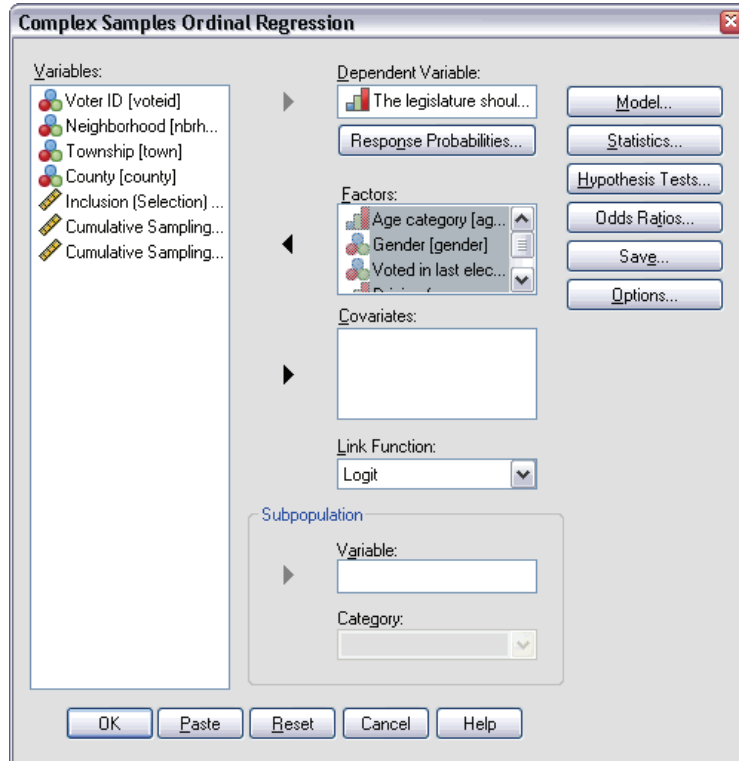 Complex Samples Ordinal Regression
Variables:
Voter ID [voteid]
Neighborhood [nbrh...
Township [town]
County [county]
Inclusion (Selection) ...
Cumulative Sampling...
Cumulative Sampling...
Dependent Variable:
The legislature shoul...
Response Probabilities...
Factors:
Age category [ag...
Gender [gender]
Voted in last elec...
Covariates:
Link Function:
Logit
Subpopulation
Variable:
Category:
Model...
Statistics...
Hypothesis Tests...
Odds Ratios...
Save...
Options...
OK
Paste
Reset
Cancel
Help